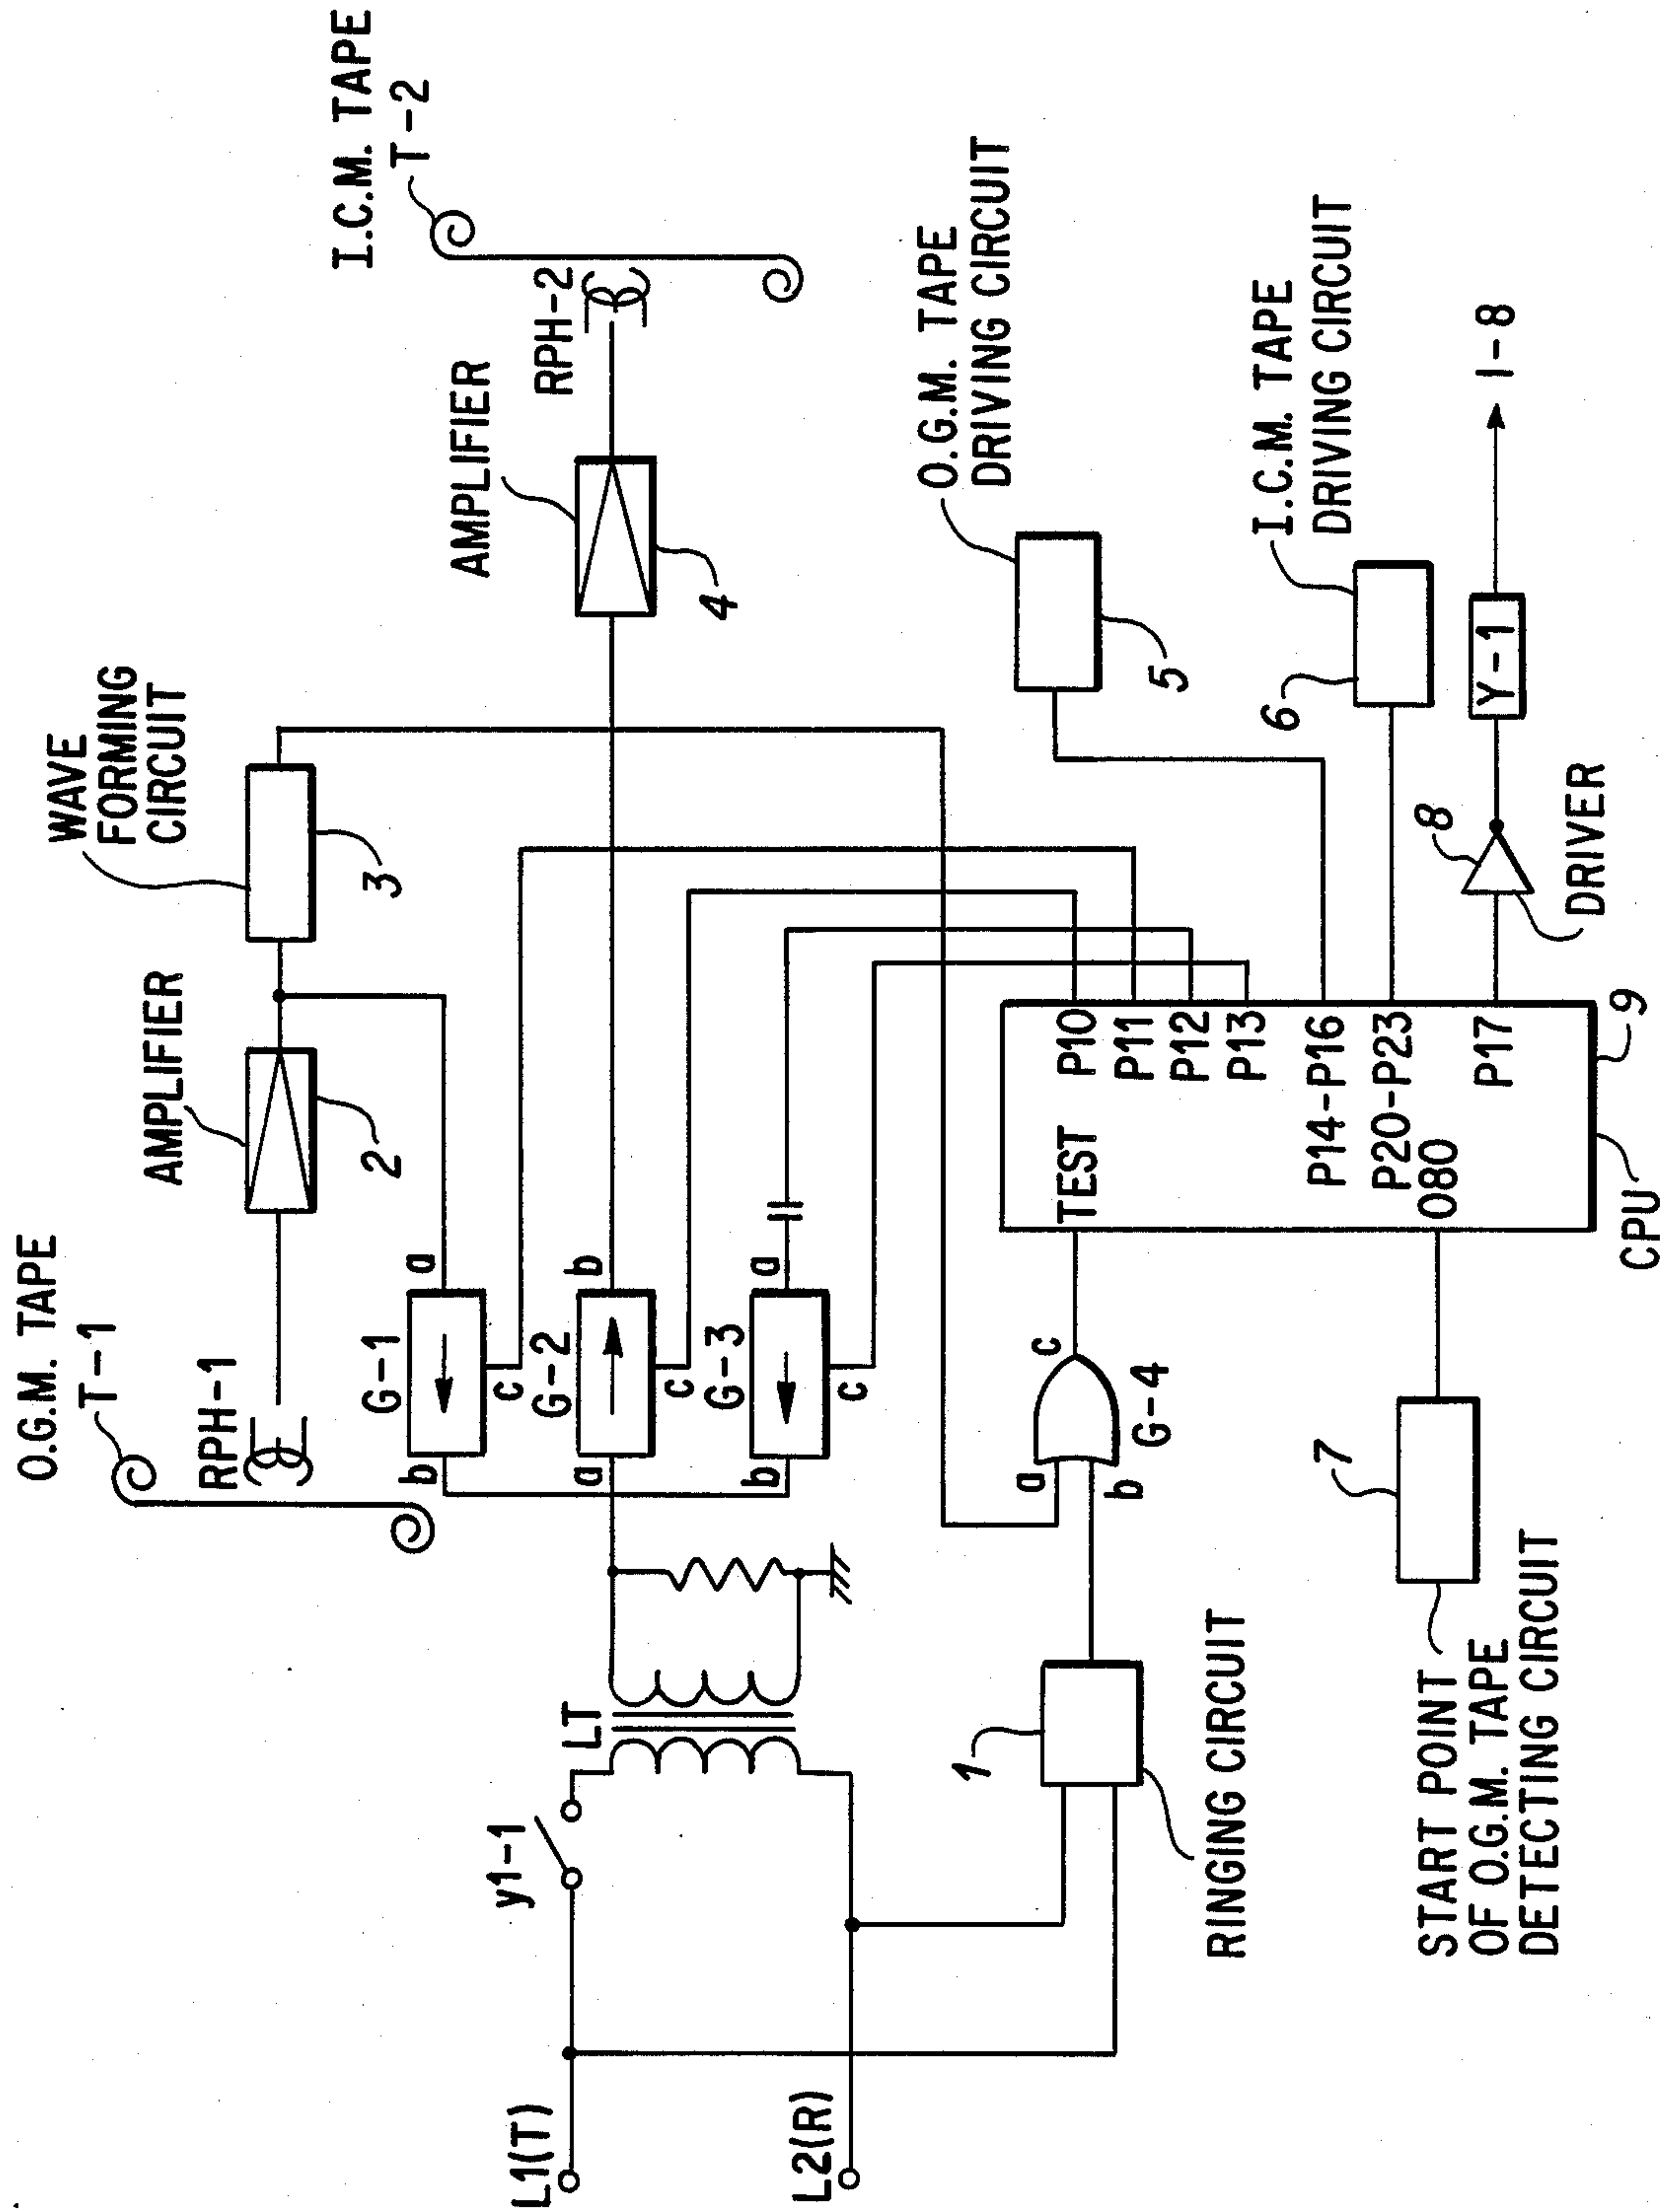 O.G.M. TAPE
T-1
RPH-1
AMPLIFIER
2
WAVE
FORMING
CIRCUIT
3
I.C.M. TAPE
T-2
RPH-2
AMPLIFIER
4
G-1
a
b
c
G-2
a
b
c
G-3
a
b
c
L1(T)
y1-1
LT
L2(R)
1
RINGING CIRCUIT
a
b
c
G-4
TEST
P10
P11
P12
P13
P14-P16
P20-P23
080
P17
CPU
9
O.G.M. TAPE
DRIVING CIRCUIT
5
I.C.M. TAPE
DRIVING CIRCUIT
6
8
DRIVER
Y-1
1-8
7
START POINT
OF O.G.M. TAPE
DETECTING CIRCUIT